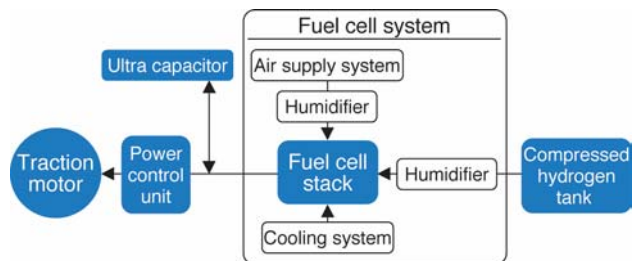 Fuel cell system
Ultra capacitor
Air supply system
Humidifier
Traction
motor
Power
control
unit
Fuel cell
stack
Humidifier
Compressed
hydrogen
tank
Cooling system